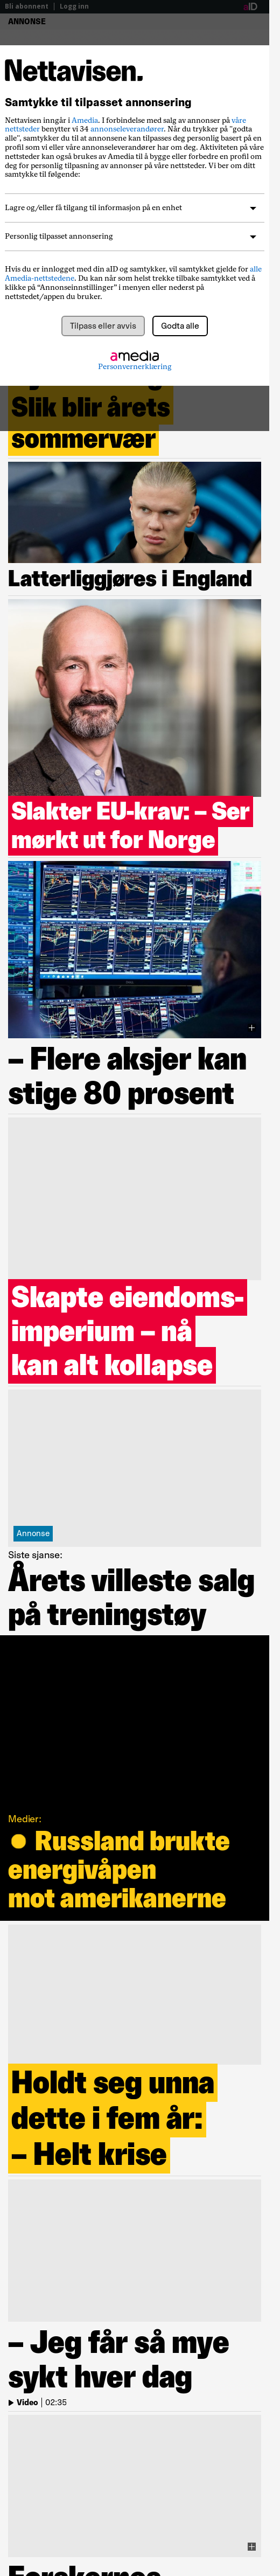 Bli abonnent | Logg inn
aID
ANNONSE
Nettavisen.
Samtykke til tilpasset annonsering
Nettavisen inngår i Amedia. I forbindelse med salg av annonser på våre
nettsteder benytter vi 34 annonseleverandører. Når du trykker på "godta
alle", samtykker du til at annonsene kan tilpasses deg personlig basert på en
profil som vi eller våre annonseleverandører har om deg. Aktiviteten på våre
nettsteder kan også brukes av Amedia til å bygge eller forbedre en profil om
deg for personlig tilpasning av annonser på våre nettsteder. Vi ber om ditt
samtykke til følgende:
Lagre og/eller få tilgang til informasjon på en enhet
Personlig tilpasset annonsering
Hvis du er innlogget med din aID og samtykker, vil samtykket gjelde for alle
Amedia-nettstedene. Du kan når som helst trekke tilbake samtykket ved å
klikke på “Annonseinnstillinger” i menyen eller nederst på
nettstedet/appen du bruker.
Tilpass eller avvis
Godta alle
amedia
Personvernerklæring
Slik blir årets
sommervær
Latterliggjøres i England
Slakter EU-krav: – Ser
mørkt ut for Norge
– Flere aksjer kan
stige 80 prosent
Skapte eiendoms-
imperium – nå
kan alt kollapse
Annonse
Siste sjanse:
Årets villeste salg
på treningstøy
Medier:
Russland brukte
energivåpen
mot amerikanerne
Holdt seg unna
dette i fem år:
– Helt krise
– Jeg får så mye
sykt hver dag
Video | 02:35
Forskernes